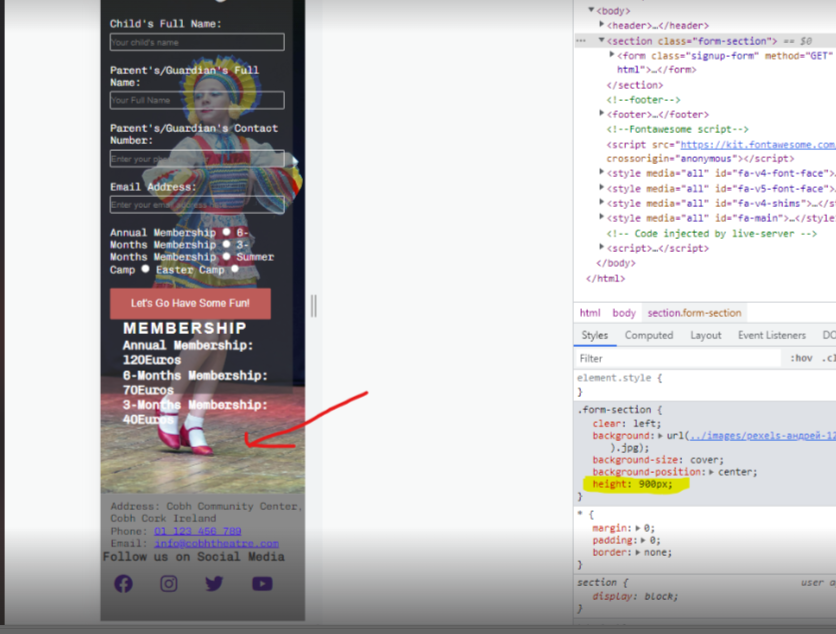 Child's Full Name:
Your child's name
Parent's/Guardian's Full
Name:
Your Full Name
Parent's/Guardian's Contact
Number:
Enter your
Email Address:
Enter your email address
Annual Membership 6-
Months Membership 3-
Months Membership Summer
Camp Easter Camp
Let's Go Have Some Fun!
MEMBERSHIP
Annual Membership:
120Euros
6-Months Membership:
70Euros
3-Months Membership:
40Euros
Address: Cobh Community Center,
Cobh Cork Ireland
Phone: 01 123 456 789
Email: info@cobhtheatre.com
Follow us on Social Media
<body>
<header>…</header>
<section class="form-section"> == $0
<form class="signup-form" method="GET"
html">…</form>
</section>
<!--footer-->
<footer>…</footer>
<!--Fontawesome script-->
<script src="https://kit.fontawesome.com/
crossorigin="anonymous"></script>
<style media="all" id="fa-v4-font-face">…
<style media="all" id="fa-v5-font-face">…
<style media="all" id="fa-v4-shims">…</st
<style media="all" id="fa-main">…</style
<!-- Code injected by live-server -->
<script>…</script>
</body>
</html>
html body section.form-section
Styles Computed Layout Event Listeners DO
Filter :hov .cl
element.style {
}
.form-section {
clear: left;
background: url(../images/pexels-андрей-12
).jpg);
background-size: cover;
background-position: center;
height: 900px;
}
* {
margin: 0;
padding: 0;
border: none;
}
section { user a
display: block;
}